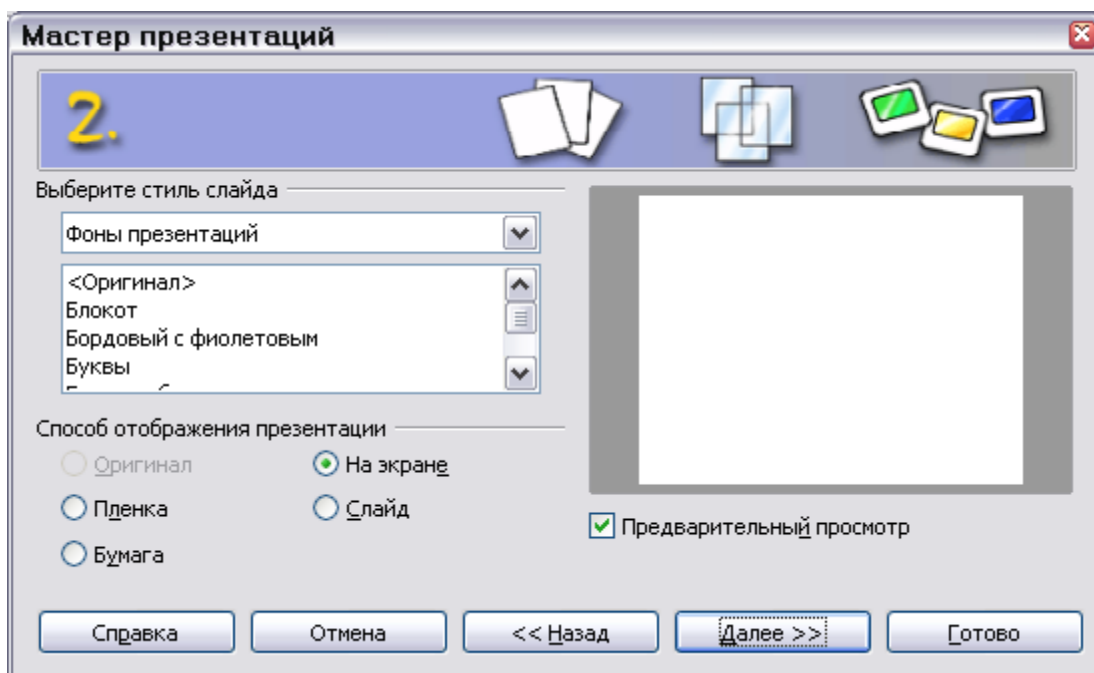 Мастер презентаций
2.
Выберите стиль слайда
Фоны презентаций
<Оригинал>
Блокот
Бордовый с фиолетовым
Буквы
Способ отображения презентации
Оригинал
На экране
Пленка
Слайд
Бумага
Предварительный просмотр
Справка
Отмена
<< Назад
Далее >>
Готово